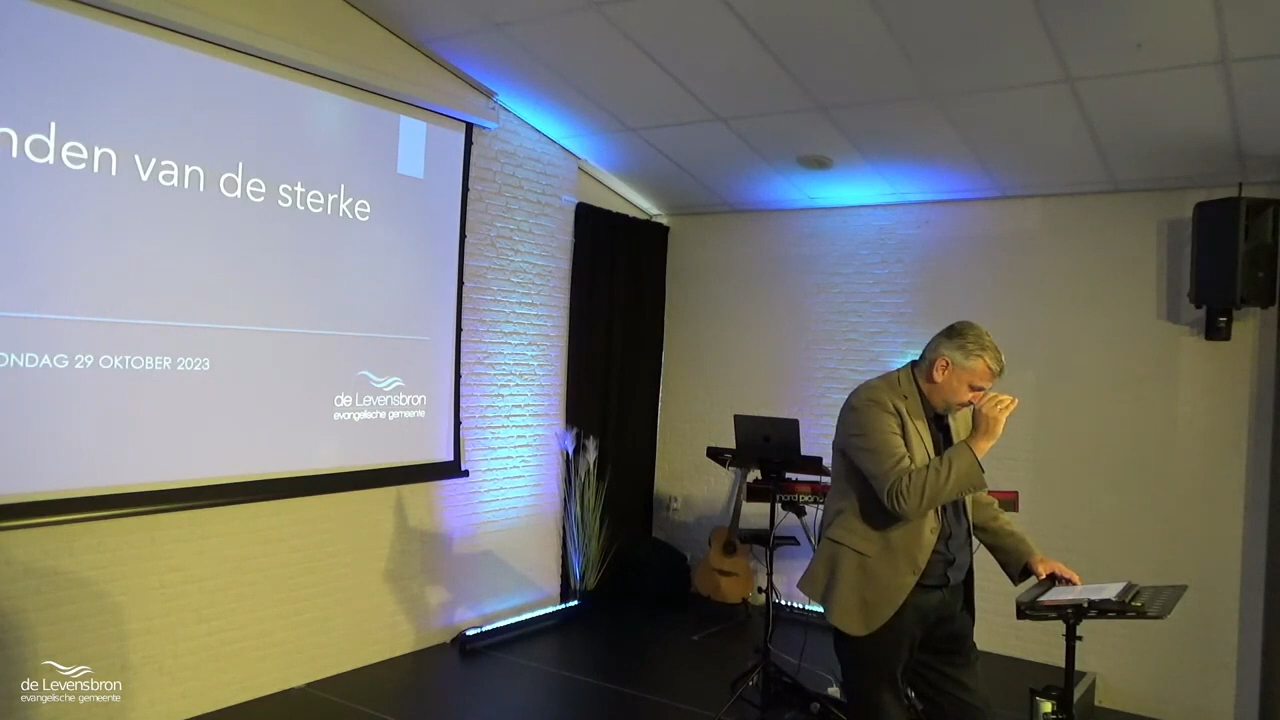 nden van de sterke
ONDAG 29 OKTOBER 2023
de Levensbron
evangelische gemeente
nord piano
de Levensbron
evangelische gemeente